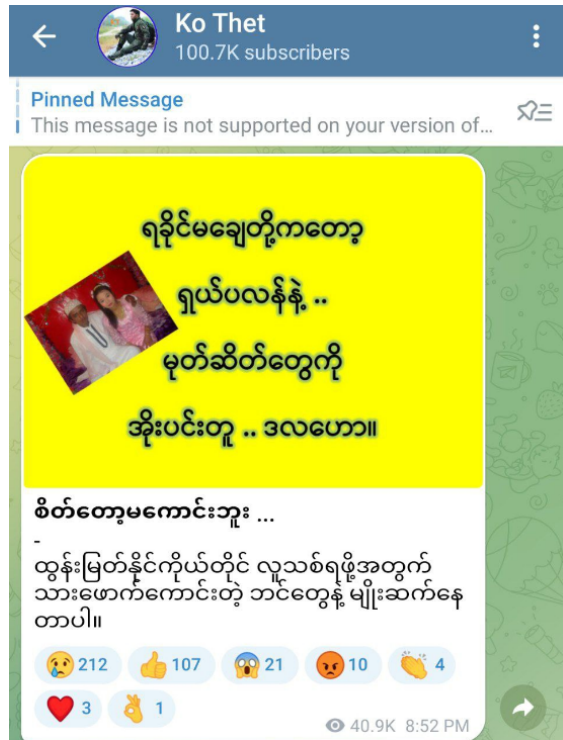 Ko Thet
100.7K subscribers
Pinned Message
This message is not supported on your version of...
ရခိုင်မချေတို့ကတော့
ရှယ်ပလန်နဲ့ ..
မုတ်ဆိတ်တွေကို
အိုးပင်းတူ .. ဒလဟော။
စိတ်တော့မကောင်းဘူး ...
-
ထွန်းမြတ်နိုင်ကိုယ်တိုင် လူသစ်ရဖို့အတွက်
သားဖောက်ကောင်းတဲ့ ဘင်တွေနဲ့ မျိုးဆက်နေ
တာပါ။
212 107 21 10 4
3 1
40.9K 8:52 PM